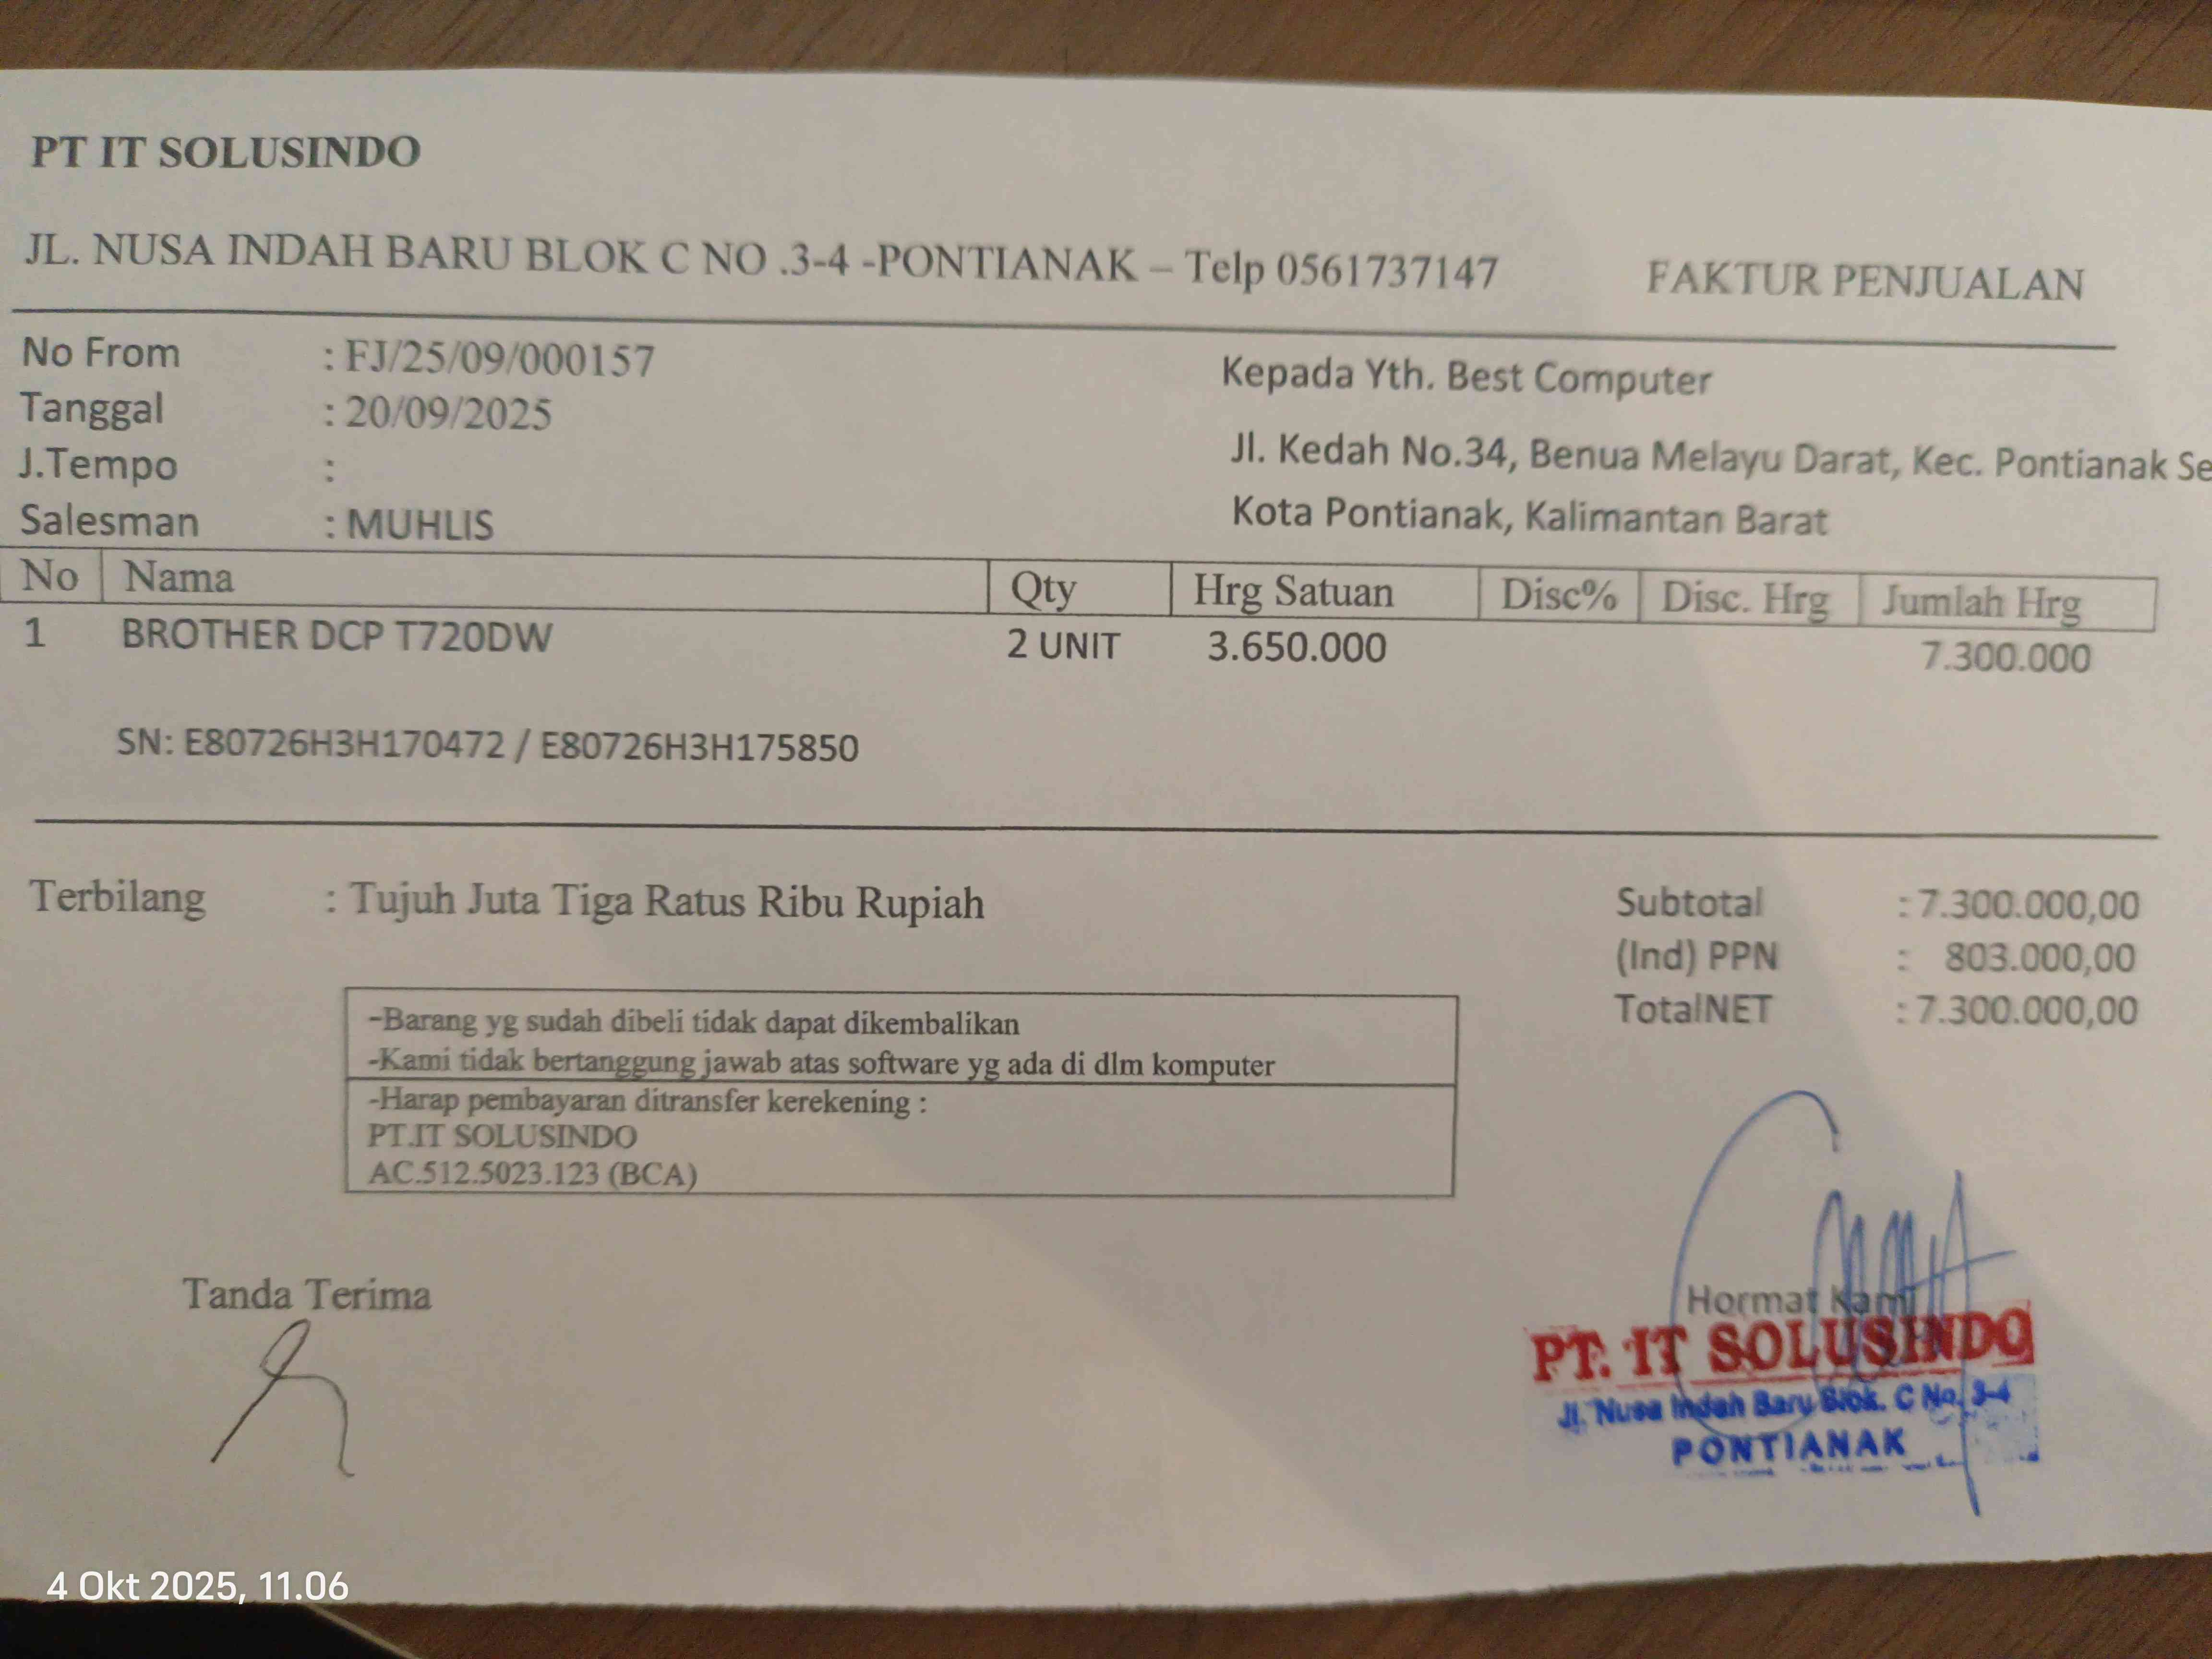 PT IT SOLUSINDO
JL. NUSA INDAH BARU BLOK C NO .3-4 -PONTIANAK – Telp 0561737147 FAKTUR PENJUALAN
No From : FJ/25/09/000157
Tanggal : 20/09/2025
J.Tempo :
Salesman : MUHLIS
Kepada Yth. Best Computer
Jl. Kedah No.34, Benua Melayu Darat, Kec. Pontianak Se
Kota Pontianak, Kalimantan Barat
No Nama Qty Hrg Satuan Disc% Disc. Hrg Jumlah Hrg
1 BROTHER DCP T720DW 2 UNIT 3.650.000 7.300.000
SN: E80726H3H170472 / E80726H3H175850
Terbilang : Tujuh Juta Tiga Ratus Ribu Rupiah
Subtotal : 7.300.000,00
(Ind) PPN : 803.000,00
TotalNET : 7.300.000,00
-Barang yg sudah dibeli tidak dapat dikembalikan
-Kami tidak bertanggung jawab atas software yg ada di dlm komputer
-Harap pembayaran ditransfer kerekening :
PT.IT SOLUSINDO
AC.512.5023.123 (BCA)
Tanda Terima
Hormat Kami
PT. IT SOLUSINDO
Jl. Nusa Indah Baru Blok. C No. 3-4
PONTIANAK
4 Okt 2025, 11.06